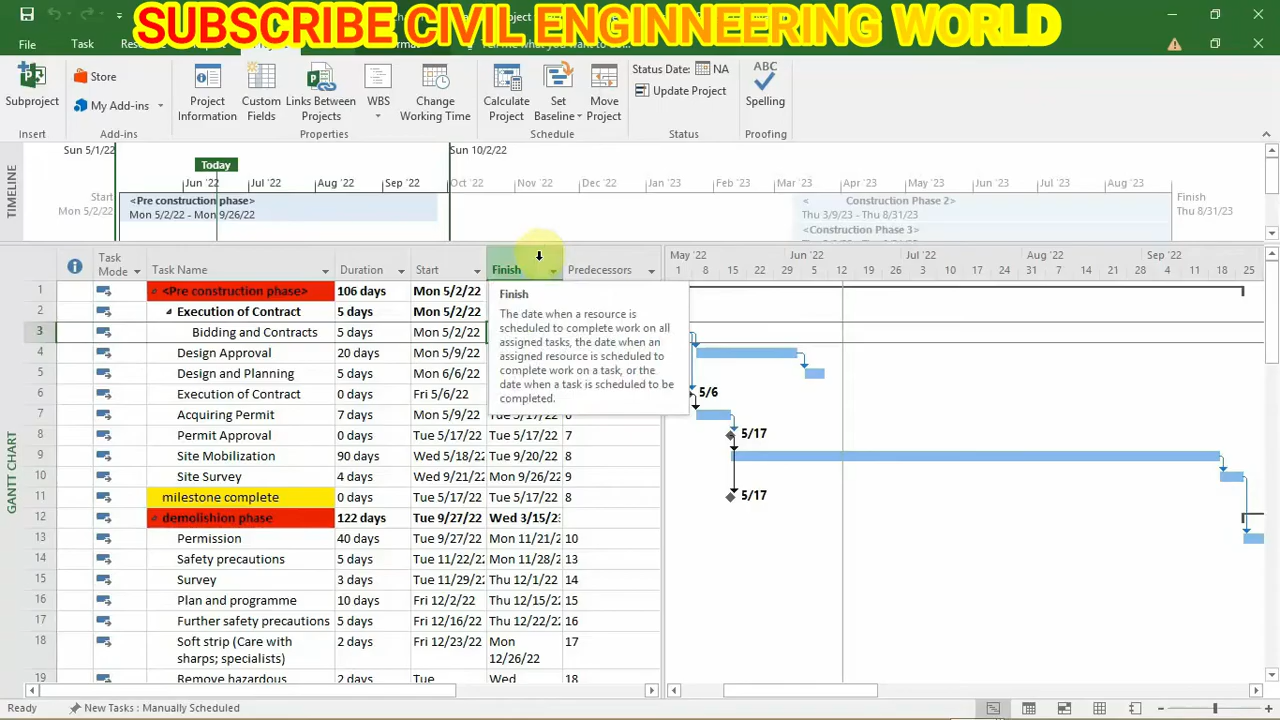 SUBSCRIBE CIVIL ENGINNEERING WORLD
File Task
Subproject
Insert
Store
My Add-ins
Add-ins
Project Information
Custom Fields
Links Between Projects
WBS
Change Working Time
Properties
Calculate Project
Set Baseline
Move Project
Schedule
Status Date: NA
Update Project
Status
ABC
Spelling
Proofing
TIMELINE
Sun 5/1/22 Sun 10/2/22
Today
Jun '22 Jul '22 Aug '22 Sep '22 Oct '22 Nov '22 Dec '22 Jan '23 Feb '23 Mar '23 Apr '23 May '23 Jun '23 Jul '23 Aug '23
Start
Mon 5/2/22
<Pre construction phase>
Mon 5/2/22 - Mon 9/26/22
< Construction Phase 2>
Thu 3/9/23 - Thu 8/31/23
<Construction Phase 3>
Finish
Thu 8/31/23
GANTT CHART
Task Mode Task Name Duration Start Finish Predecessors
May '22 Jun '22 Jul '22 Aug '22 Sep '22
1 8 15 22 29 5 12 19 26 3 10 17 24 31 7 14 21 28 4 11 18 25
1 <Pre construction phase> 106 days Mon 5/2/22
2 Execution of Contract 5 days Mon 5/2/22
3 Bidding and Contracts 5 days Mon 5/2/22
4 Design Approval 20 days Mon 5/9/22
5 Design and Planning 5 days Mon 6/6/22
6 Execution of Contract 0 days Fri 5/6/22
7 Acquiring Permit 7 days Mon 5/9/22 Tue 5/17/22 6
8 Permit Approval 0 days Tue 5/17/22 Tue 5/17/22 7
9 Site Mobilization 90 days Wed 5/18/22 Tue 9/20/22 8
10 Site Survey 4 days Wed 9/21/22 Mon 9/26/22 9
11 milestone complete 0 days Tue 5/17/22 Tue 5/17/22 8
12 demolishion phase 122 days Tue 9/27/22 Wed 3/15/23
13 Permission 40 days Tue 9/27/22 Mon 11/21/2 10
14 Safety precautions 5 days Tue 11/22/22 Mon 11/28/2 13
15 Survey 3 days Tue 11/29/22 Thu 12/1/22 14
16 Plan and programme 10 days Fri 12/2/22 Thu 12/15/22 15
17 Further safety precautions 5 days Fri 12/16/22 Thu 12/22/22 16
18 Soft strip (Care with sharps; specialists) 2 days Fri 12/23/22 Mon 12/26/22 17
19 Remove hazardous 2 days Tue Wed 18
Finish
The date when a resource is
scheduled to complete work on all
assigned tasks, the date when an
assigned resource is scheduled to
complete work on a task, or the
date when a task is scheduled to be
completed.
5/6
5/17
5/17
Ready New Tasks : Manually Scheduled